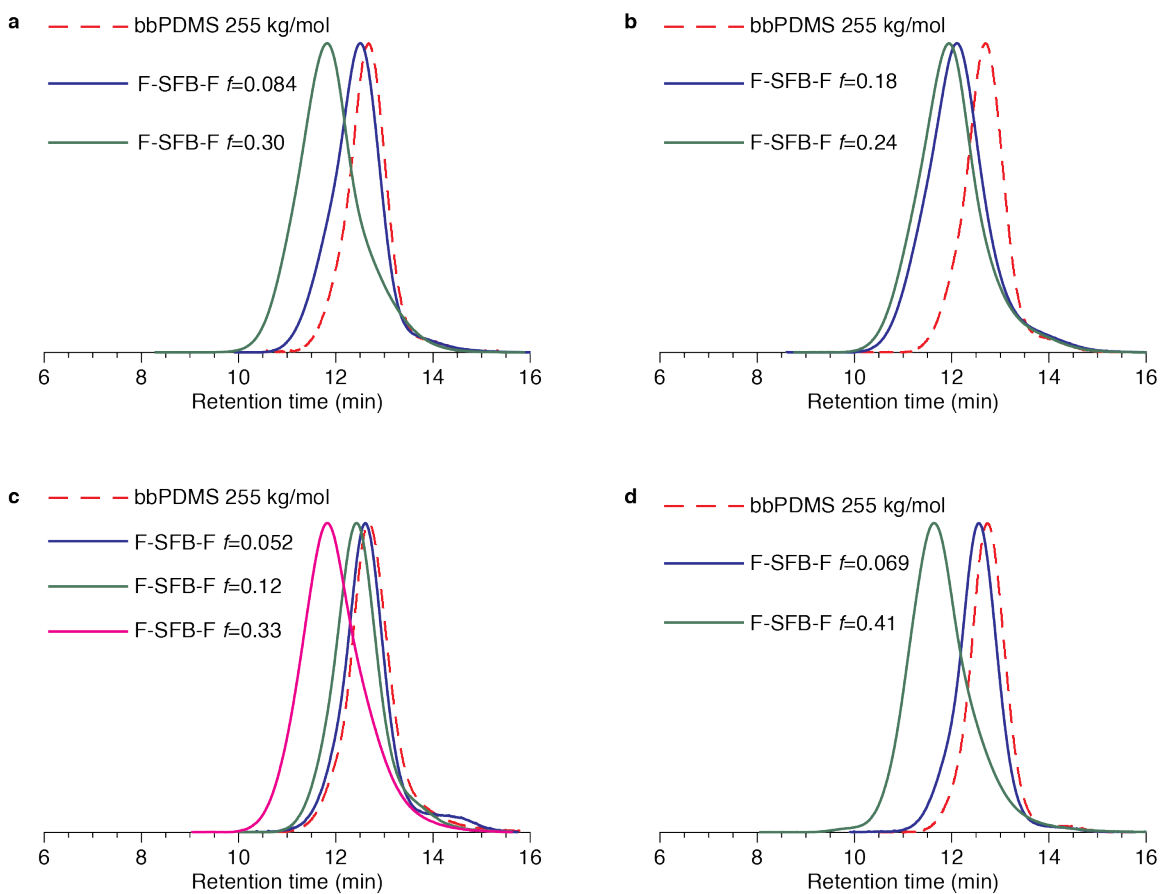 a
bbPDMS 255 kg/mol
F-SFB-F f=0.084
F-SFB-F f=0.30
6 8 10 12 14 16
Retention time (min)
b
bbPDMS 255 kg/mol
F-SFB-F f=0.18
F-SFB-F f=0.24
6 8 10 12 14 16
Retention time (min)
c
bbPDMS 255 kg/mol
F-SFB-F f=0.052
F-SFB-F f=0.12
F-SFB-F f=0.33
6 8 10 12 14 16
Retention time (min)
d
bbPDMS 255 kg/mol
F-SFB-F f=0.069
F-SFB-F f=0.41
6 8 10 12 14 16
Retention time (min)